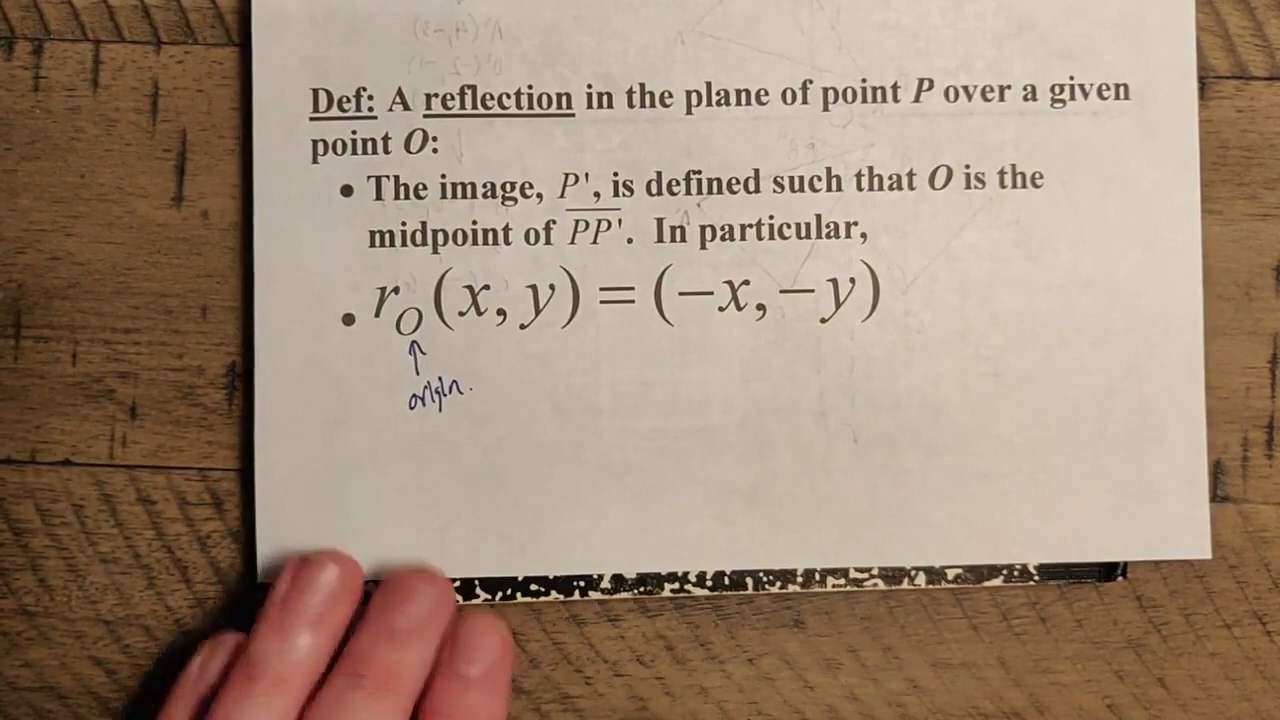 Def: A reflection in the plane of point P over a given
point O:
• The image, P', is defined such that O is the
midpoint of PP'. In particular,
• r_O(x, y) = (−x, −y)
origin.